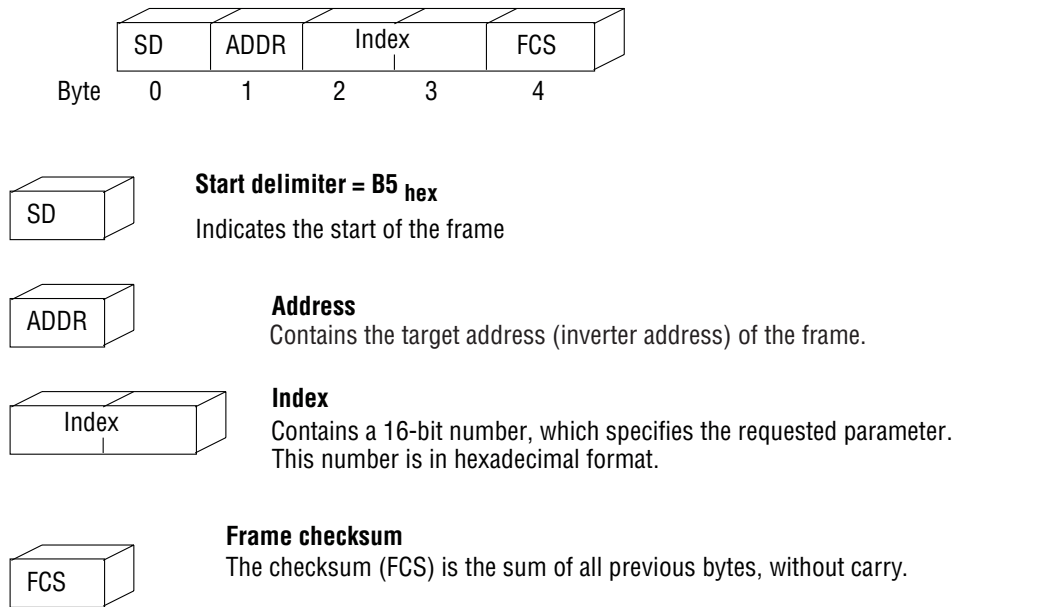 SD ADDR Index FCS
Byte 0 1 2 3 4
SD
Start delimiter = B5 hex
Indicates the start of the frame
ADDR
Address
Contains the target address (inverter address) of the frame.
Index
Index
Contains a 16-bit number, which specifies the requested parameter.
This number is in hexadecimal format.
FCS
Frame checksum
The checksum (FCS) is the sum of all previous bytes, without carry.